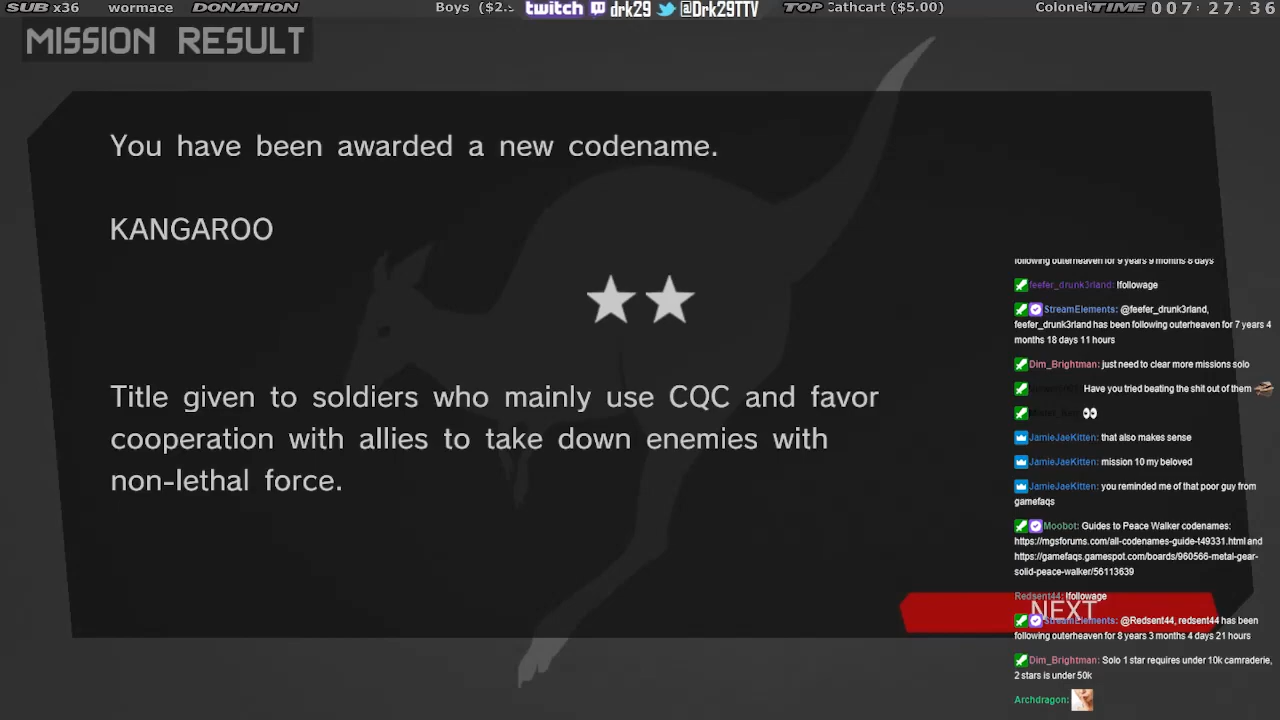 SUB x36 wormace DONATION Boys ($2. twitch drk29 @Drk29TTV TOP Cathcart ($5.00) Colonel TIME 007:27:36
MISSION RESULT
You have been awarded a new codename.
KANGAROO
Title given to soldiers who mainly use CQC and favor
cooperation with allies to take down enemies with
non-lethal force.
NEXT
following outerheaven for 9 years 9 months 8 days
feefer_drunk3rland: !followage
StreamElements: @feefer_drunk3rland,
feefer_drunk3rland has been following outerheaven for 7 years 4
months 18 days 11 hours
Dim_Brightman: just need to clear more missions solo
Have you tried beating the shit out of them
JamieJaeKitten: that also makes sense
JamieJaeKitten: mission 10 my beloved
JamieJaeKitten: you reminded me of that poor guy from
gamefaqs
Moobot: Guides to Peace Walker codenames:
https://mgsforums.com/all-codenames-guide-t49331.html and
https://gamefaqs.gamespot.com/boards/960566-metal-gear-
solid-peace-walker/56113639
Redsent44: !followage
StreamElements: @Redsent44, redsent44 has been
following outerheaven for 8 years 3 months 4 days 21 hours
Dim_Brightman: Solo 1 star requires under 10k camraderie,
2 stars is under 50k
Archdragon: